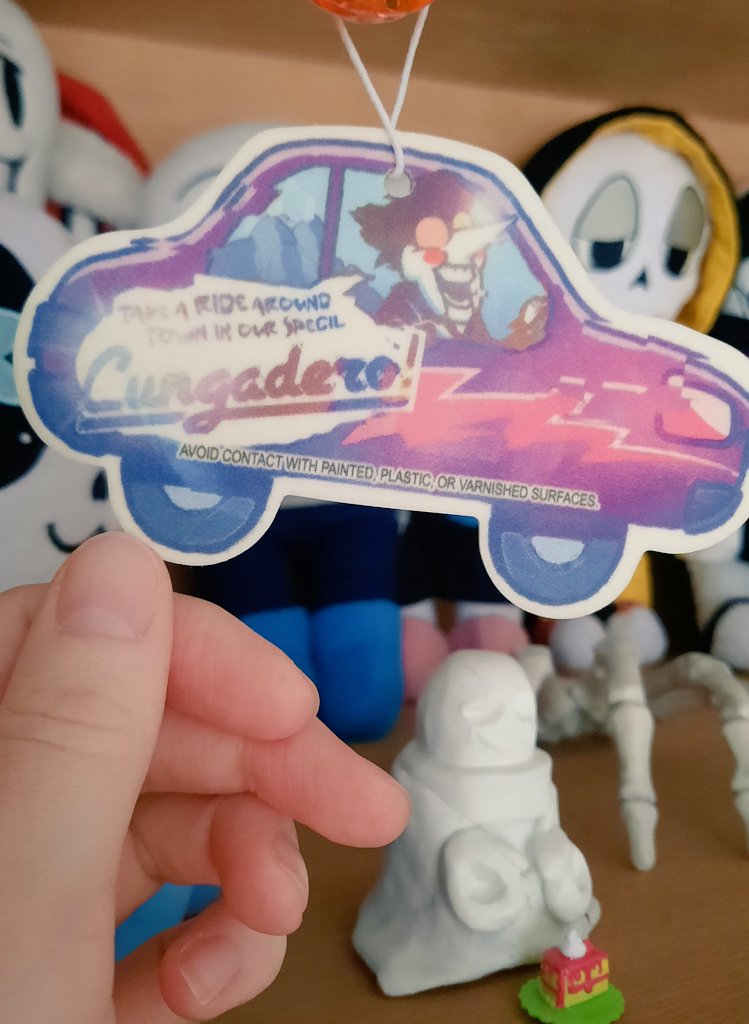 TAKE A RIDE AROUND
TOWN IN OUR SPECIL
Cungadero!
AVOID CONTACT WITH PAINTED, PLASTIC, OR VARNISHED SURFACES.